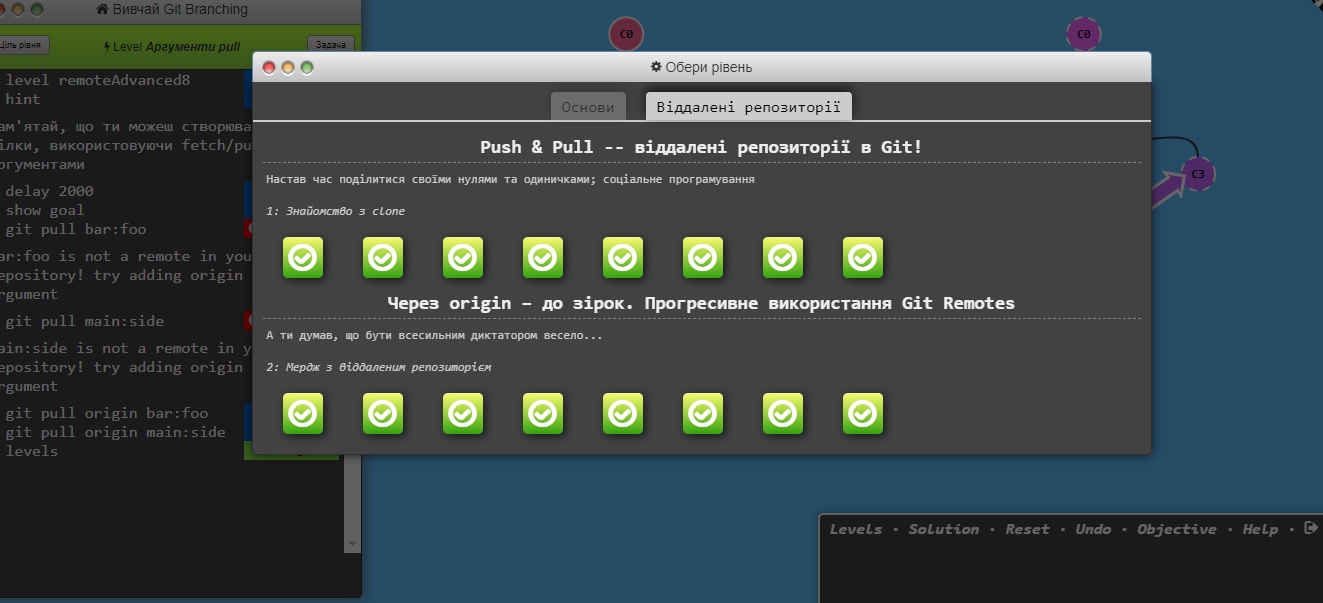 Вивчай Git Branching
Ціль рівня
Level Аргументи pull
Задача
level remoteAdvanced8
hint
ам'ятай, що ти можеш створюва
ілки, використовуючи fetch/pu
ргументами
delay 2000
show goal
git pull bar:foo
ar:foo is not a remote in you
epository! try adding origin
rgument
git pull main:side
ain:side is not a remote in y
epository! try adding origin
rgument
git pull origin bar:foo
git pull origin main:side
levels
C0
C0
C3
Обери рівень
Основи
Віддалені репозиторії
Push & Pull -- віддалені репозиторії в Git!
Настав час поділитися своїми нулями та одиничками; соціальне програмування
1: Знайомство з clone
Через origin – до зірок. Прогресивне використання Git Remotes
А ти думав, що бути всесильним диктатором весело...
2: Мердж з віддаленим репозиторієм
Levels · Solution · Reset · Undo · Objective · Help ·